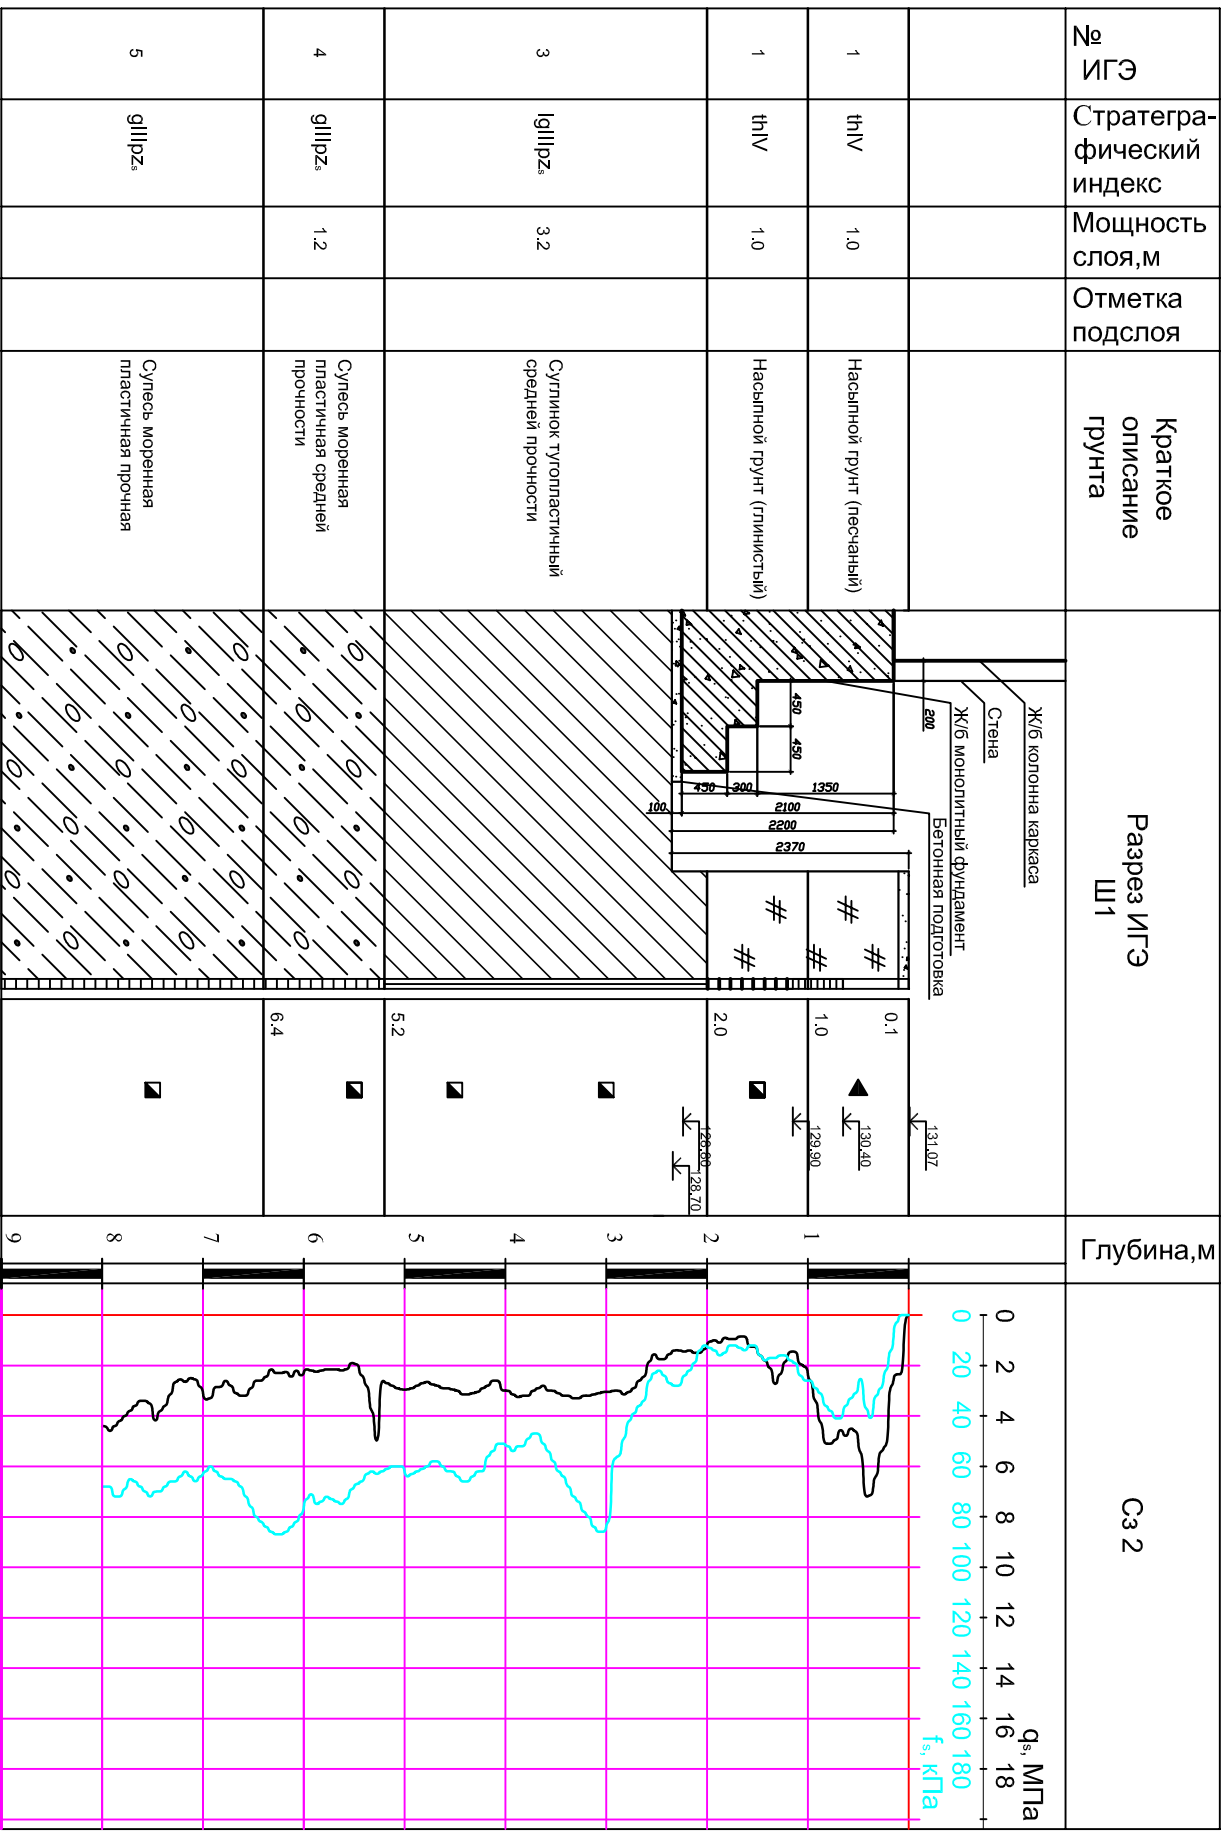 №
ИГЭ
Стратегра-
фический
индекс
Мощность
слоя,м
Отметка
подслоя
Краткое
описание
грунта
Разрез ИГЭ
Ш1
Глубина,м
Сз 2
1
thIV
1.0
Насыпной грунт (песчаный)
1
thIV
1.0
Насыпной грунт (глинистый)
3
lgIIIpzs
3.2
Суглинок тугопластичный
средней прочности
4
gIIIpzs
1.2
Супесь моренная
пластичная средней
прочности
5
gIIIpzs
Супесь моренная
пластичная прочная
Ж/б колонна каркаса
Стена
Ж/б монолитный фундамент
Бетонная подготовка
200
450
450
450
300
1350
100
2100
2200
2370
0.1
1.0
2.0
5.2
6.4
131,07
130,40
129,90
128,80
128,70
1
2
3
4
5
6
7
8
9
0 2 4 6 8 10 12 14 16 18
qs, МПа
0 20 40 60 80 100 120 140 160 180
fs, кПа